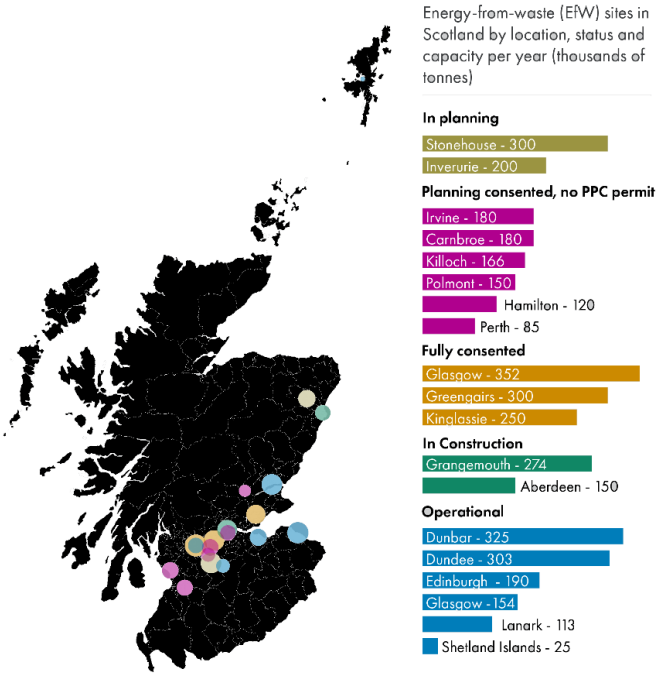 Energy-from-waste (EfW) sites in
Scotland by location, status and
capacity per year (thousands of
tonnes)
In planning
Stonehouse - 300
Inverurie - 200
Planning consented, no PPC permit
Irvine - 180
Carnbroe - 180
Killoch - 166
Polmont - 150
Hamilton - 120
Perth - 85
Fully consented
Glasgow - 352
Greengairs - 300
Kinglassie - 250
In Construction
Grangemouth - 274
Aberdeen - 150
Operational
Dunbar - 325
Dundee - 303
Edinburgh - 190
Glasgow -154
Lanark - 113
Shetland Islands - 25